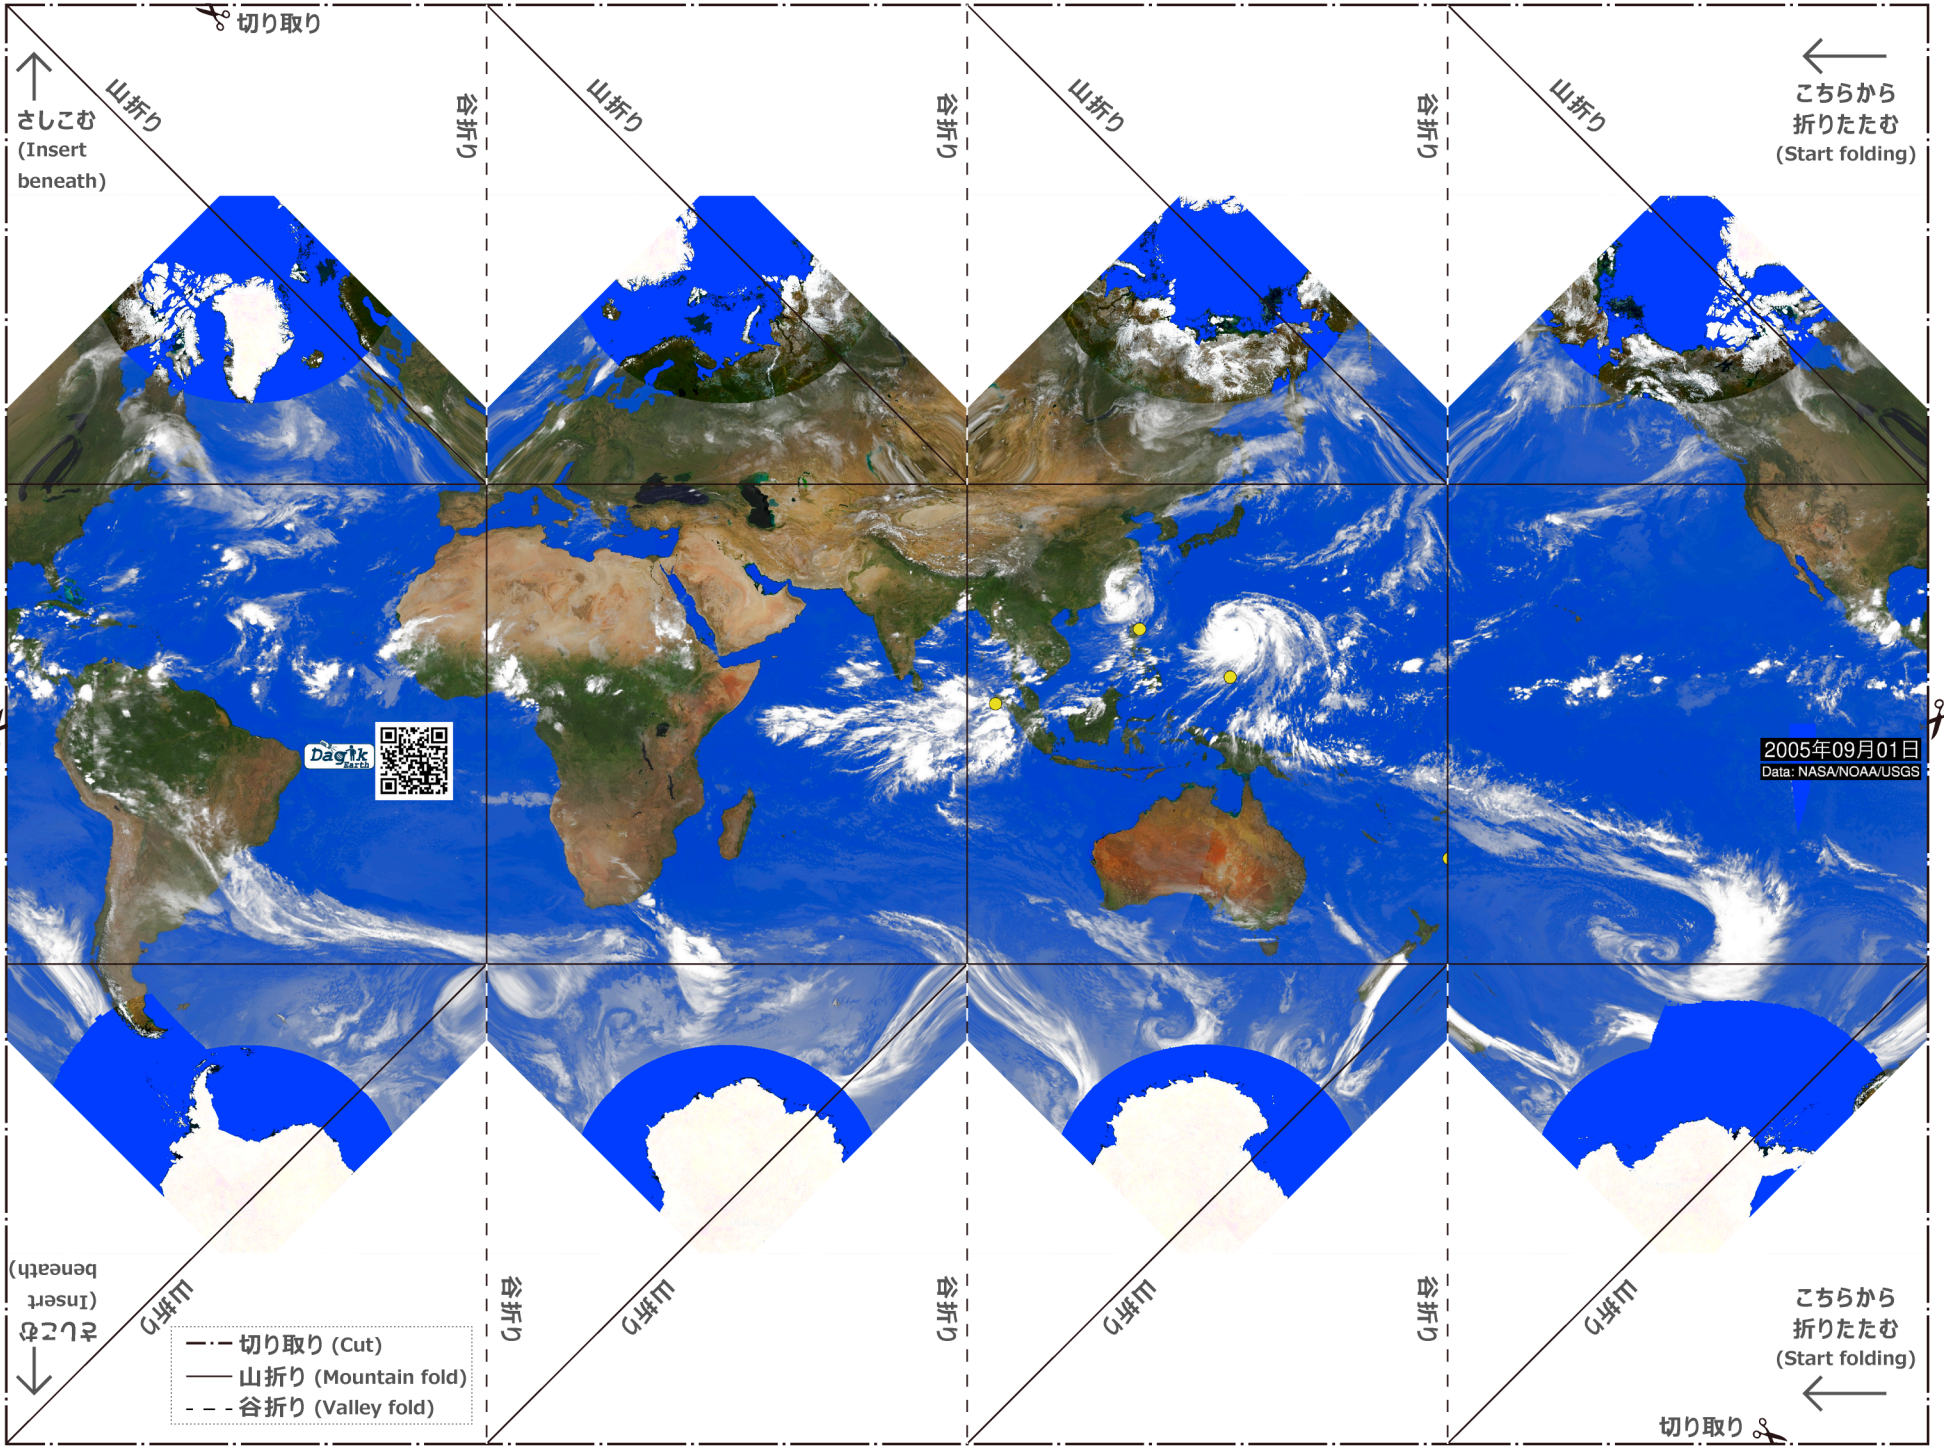 切り取り
さしこむ
(Insert
beneath)
山折り
谷折り
山折り
谷折り
山折り
谷折り
山折り
こちらから
折りたたむ
(Start folding)
Dagik
Earth
2005年09月01日
Data: NASA/NOAA/USGS
さしこむ
(Insert
beneath)
山折り
谷折り
山折り
谷折り
山折り
谷折り
山折り
こちらから
折りたたむ
(Start folding)
切り取り (Cut)
山折り (Mountain fold)
谷折り (Valley fold)
切り取り